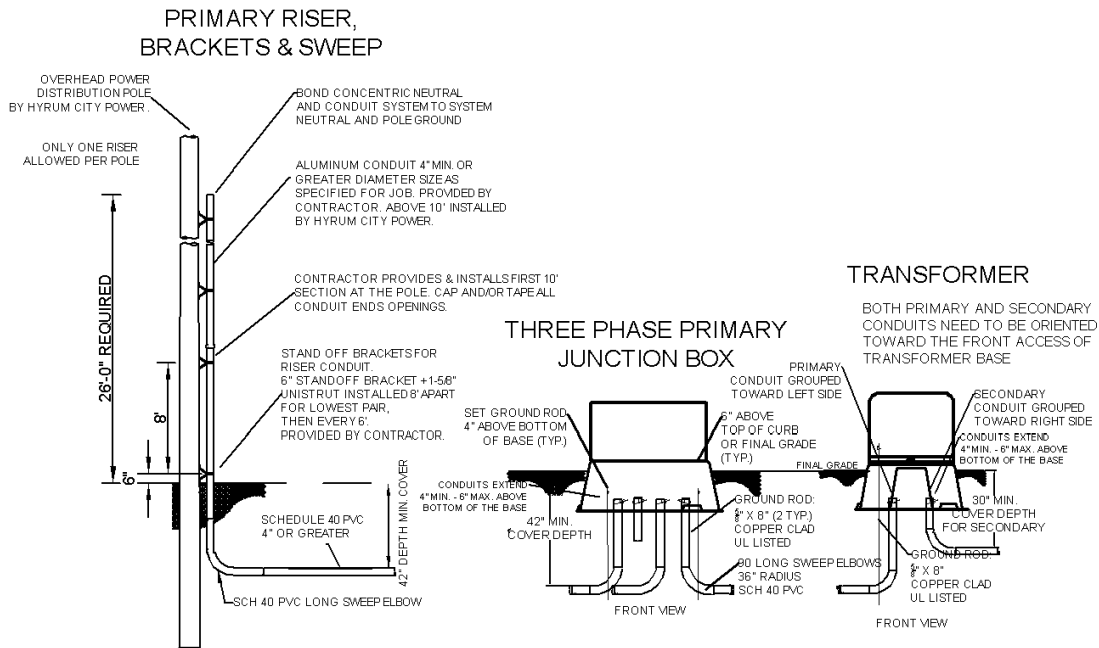 PRIMARY RISER,
BRACKETS & SWEEP
OVERHEAD POWER
DISTRIBUTION POLE
BY HYRUM CITY POWER.
ONLY ONE RISER
ALLOWED PER POLE
BOND CONCENTRIC NEUTRAL
AND CONDUIT SYSTEM TO SYSTEM
NEUTRAL AND POLE GROUND
ALUMINUM CONDUIT 4" MIN. OR
GREATER DIAMETER SIZE AS
SPECIFIED FOR JOB. PROVIDED BY
CONTRACTOR. ABOVE 10' INSTALLED
BY HYRUM CITY POWER.
CONTRACTOR PROVIDES & INSTALLS FIRST 10'
SECTION AT THE POLE. CAP AND/OR TAPE ALL
CONDUIT ENDS OPENINGS.
STAND OFF BRACKETS FOR
RISER CONDUIT.
6" STANDOFF BRACKET +1-5/8"
UNISTRUT INSTALLED 8' APART
FOR LOWEST PAIR,
THEN EVERY 6'.
PROVIDED BY CONTRACTOR.
26'-0" REQUIRED
8'
6"
42" DEPTH MIN. COVER
SCHEDULE 40 PVC
4" OR GREATER
SCH 40 PVC LONG SWEEP ELBOW
THREE PHASE PRIMARY
JUNCTION BOX
SET GROUND ROD
4" ABOVE BOTTOM
OF BASE (TYP.)
6" ABOVE
TOP OF CURB
OR FINAL GRADE
(TYP.)
CONDUITS EXTEND
4" MIN. - 6" MAX. ABOVE
BOTTOM OF THE BASE
42" MIN.
COVER DEPTH
GROUND ROD:
" X 8" (2 TYP.)
COPPER CLAD
UL LISTED
90 LONG SWEEP ELBOWS
36" RADIUS
SCH 40 PVC
FRONT VIEW
TRANSFORMER
BOTH PRIMARY AND SECONDARY
CONDUITS NEED TO BE ORIENTED
TOWARD THE FRONT ACCESS OF
TRANSFORMER BASE
PRIMARY
CONDUIT GROUPED
TOWARD LEFT SIDE
SECONDARY
CONDUIT GROUPED
TOWARD RIGHT SIDE
CONDUITS EXTEND
4" MIN. - 6" MAX. ABOVE
BOTTOM OF THE BASE
FINAL GRADE
30" MIN.
COVER DEPTH
FOR SECONDARY
GROUND ROD:
" X 8"
COPPER CLAD
UL LISTED
FRONT VIEW